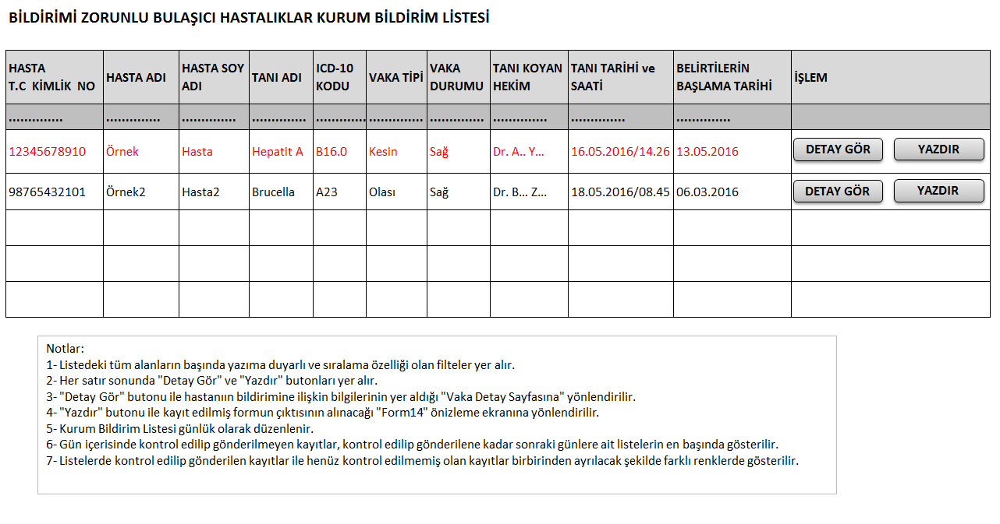 BİLDİRİMİ ZORUNLU BULAŞICI HASTALIKLAR KURUM BİLDİRİM LİSTESİ
HASTA T.C KİMLİK NO HASTA ADI HASTA SOY ADI TANI ADI ICD-10 KODU VAKA TİPİ VAKA DURUMU TANI KOYAN HEKİM TANI TARİHİ ve SAATİ BELİRTİLERİN BAŞLAMA TARİHİ İŞLEM
.............. .............. .............. .............. .............. .............. .............. .............. .............. ..............
12345678910 Örnek Hasta Hepatit A B16.0 Kesin Sağ Dr. A.. Y... 16.05.2016/14.26 13.05.2016 DETAY GÖR YAZDIR
98765432101 Örnek2 Hasta2 Brucella A23 Olası Sağ Dr. B... Z... 18.05.2016/08.45 06.03.2016 DETAY GÖR YAZDIR
Notlar:
1- Listedeki tüm alanların başında yazıma duyarlı ve sıralama özelliği olan filteler yer alır.
2- Her satır sonunda "Detay Gör" ve "Yazdır" butonları yer alır.
3- "Detay Gör" butonu ile hastanıın bildirimine ilişkin bilgilerinin yer aldığı "Vaka Detay Sayfasına" yönlendirilir.
4- "Yazdır" butonu ile kayıt edilmiş formun çıktısının alınacağı "Form14" önizleme ekranına yönlendirilir.
5- Kurum Bildirim Listesi günlük olarak düzenlenir.
6- Gün içerisinde kontrol edilip gönderilmeyen kayıtlar, kontrol edilip gönderilene kadar sonraki günlere ait listelerin en başında gösterilir.
7- Listelerde kontrol edilip gönderilen kayıtlar ile henüz kontrol edilmemiş olan kayıtlar birbirinden ayrılacak şekilde farklı renklerde gösterilir.